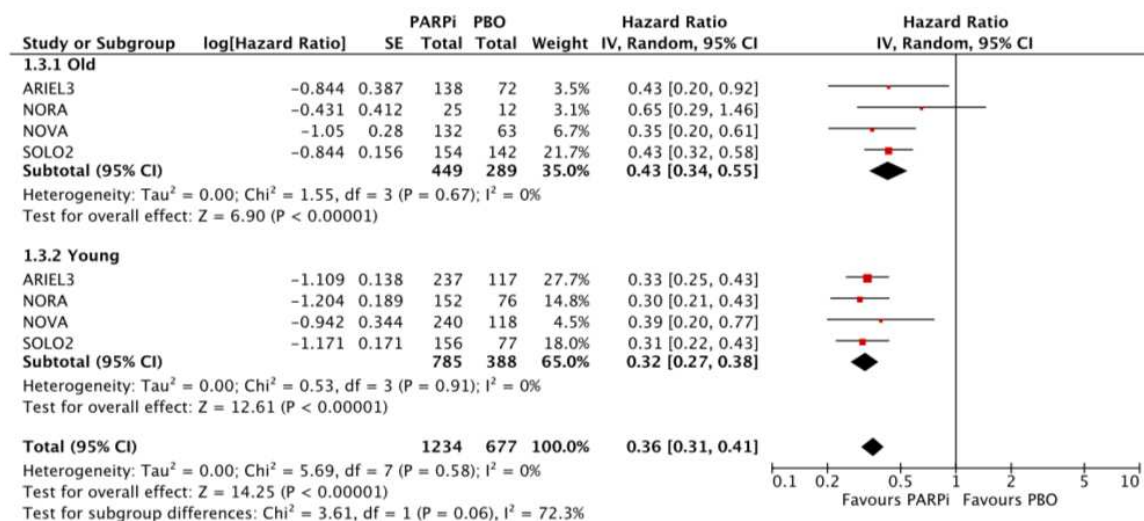 PARPi PBO Hazard Ratio Hazard Ratio
Study or Subgroup log[Hazard Ratio] SE Total Total Weight IV, Random, 95% CI IV, Random, 95% CI
1.3.1 Old
ARIEL3 -0.844 0.387 138 72 3.5% 0.43 [0.20, 0.92]
NORA -0.431 0.412 25 12 3.1% 0.65 [0.29, 1.46]
NOVA -1.05 0.28 132 63 6.7% 0.35 [0.20, 0.61]
SOLO2 -0.844 0.156 154 142 21.7% 0.43 [0.32, 0.58]
Subtotal (95% CI) 449 289 35.0% 0.43 [0.34, 0.55]
Heterogeneity: Tau² = 0.00; Chi² = 1.55, df = 3 (P = 0.67); I² = 0%
Test for overall effect: Z = 6.90 (P < 0.00001)
1.3.2 Young
ARIEL3 -1.109 0.138 237 117 27.7% 0.33 [0.25, 0.43]
NORA -1.204 0.189 152 76 14.8% 0.30 [0.21, 0.43]
NOVA -0.942 0.344 240 118 4.5% 0.39 [0.20, 0.77]
SOLO2 -1.171 0.171 156 77 18.0% 0.31 [0.22, 0.43]
Subtotal (95% CI) 785 388 65.0% 0.32 [0.27, 0.38]
Heterogeneity: Tau² = 0.00; Chi² = 0.53, df = 3 (P = 0.91); I² = 0%
Test for overall effect: Z = 12.61 (P < 0.00001)
Total (95% CI) 1234 677 100.0% 0.36 [0.31, 0.41]
Heterogeneity: Tau² = 0.00; Chi² = 5.69, df = 7 (P = 0.58); I² = 0%
Test for overall effect: Z = 14.25 (P < 0.00001)
Test for subgroup differences: Chi² = 3.61, df = 1 (P = 0.06), I² = 72.3%
0.1 0.2 0.5 1 2 5 10
Favours PARPi Favours PBO